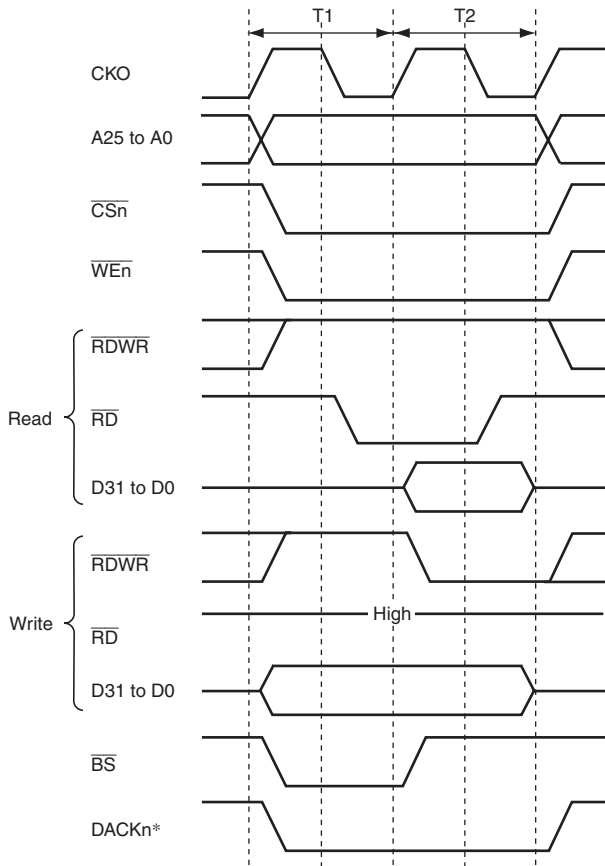 T1 T2
CKO
A25 to A0
CSn
WEn
RDWR
Read
RD
D31 to D0
RDWR
High
Write
RD
D31 to D0
BS
DACKn*